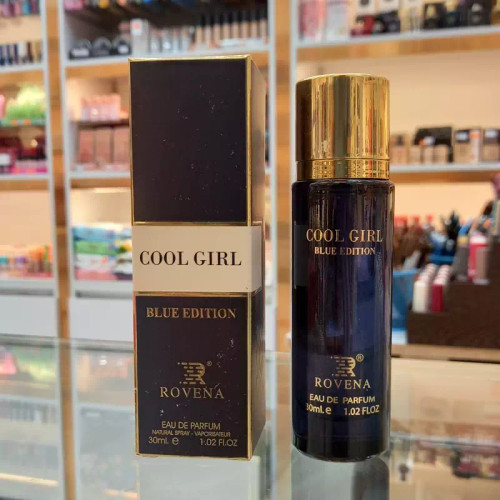 COOL GIRL
BLUE EDITION
R®
ROVENA
EAU DE PARFUM
NATURAL SPRAY - VAPORISATEUR
30ml. e 1.02 FL.OZ
COOL GIRL
BLUE EDITION
R®
ROVENA
EAU DE PARFUM
30ml. e 1.02 FLOZ